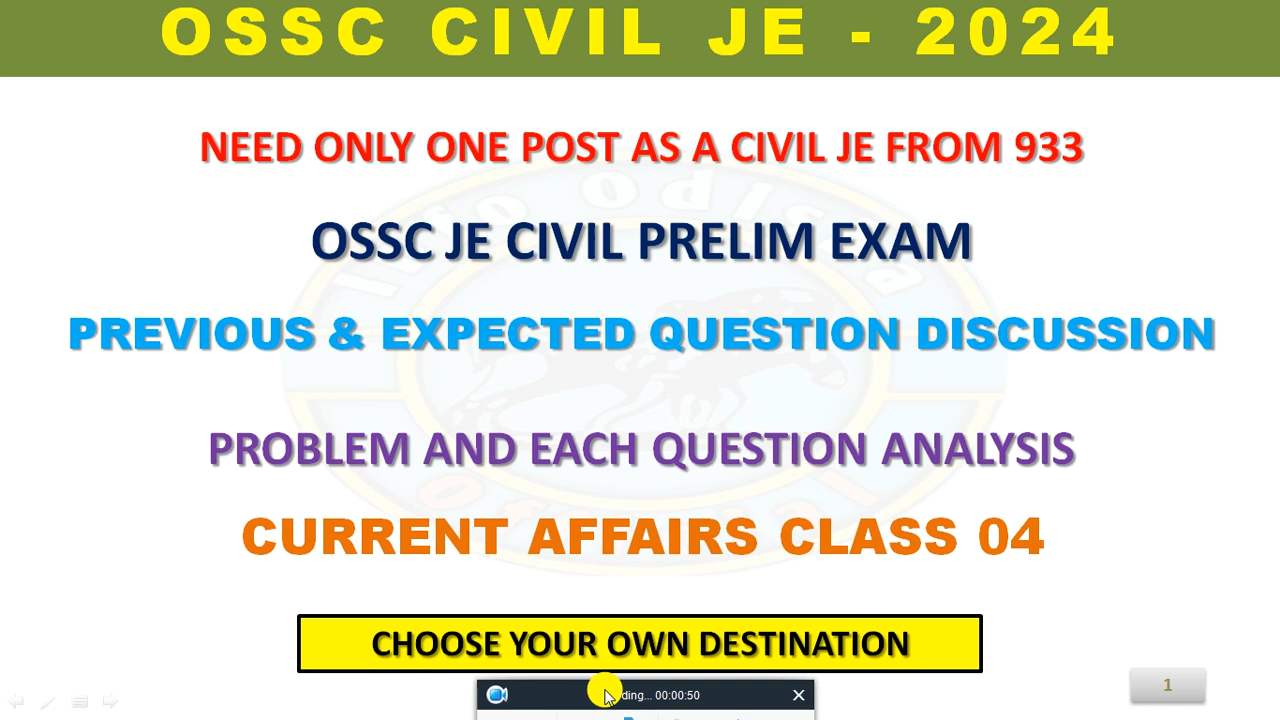 OSSC CIVIL JE - 2024
NEED ONLY ONE POST AS A CIVIL JE FROM 933
OSSC JE CIVIL PRELIM EXAM
PREVIOUS & EXPECTED QUESTION DISCUSSION
PROBLEM AND EACH QUESTION ANALYSIS
CURRENT AFFAIRS CLASS 04
CHOOSE YOUR OWN DESTINATION
00:00:50
1